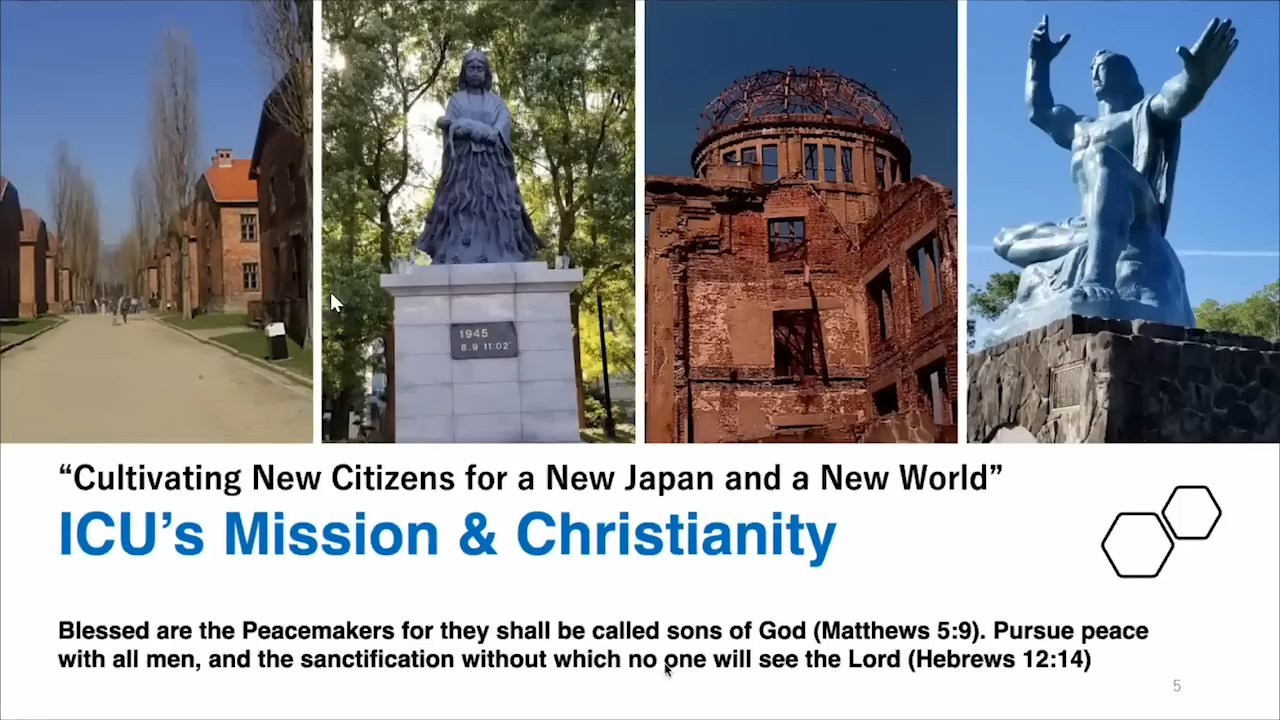 1945
8.9 11:02
“Cultivating New Citizens for a New Japan and a New World”
ICU’s Mission & Christianity
Blessed are the Peacemakers for they shall be called sons of God (Matthews 5:9). Pursue peace
with all men, and the sanctification without which no one will see the Lord (Hebrews 12:14)
5